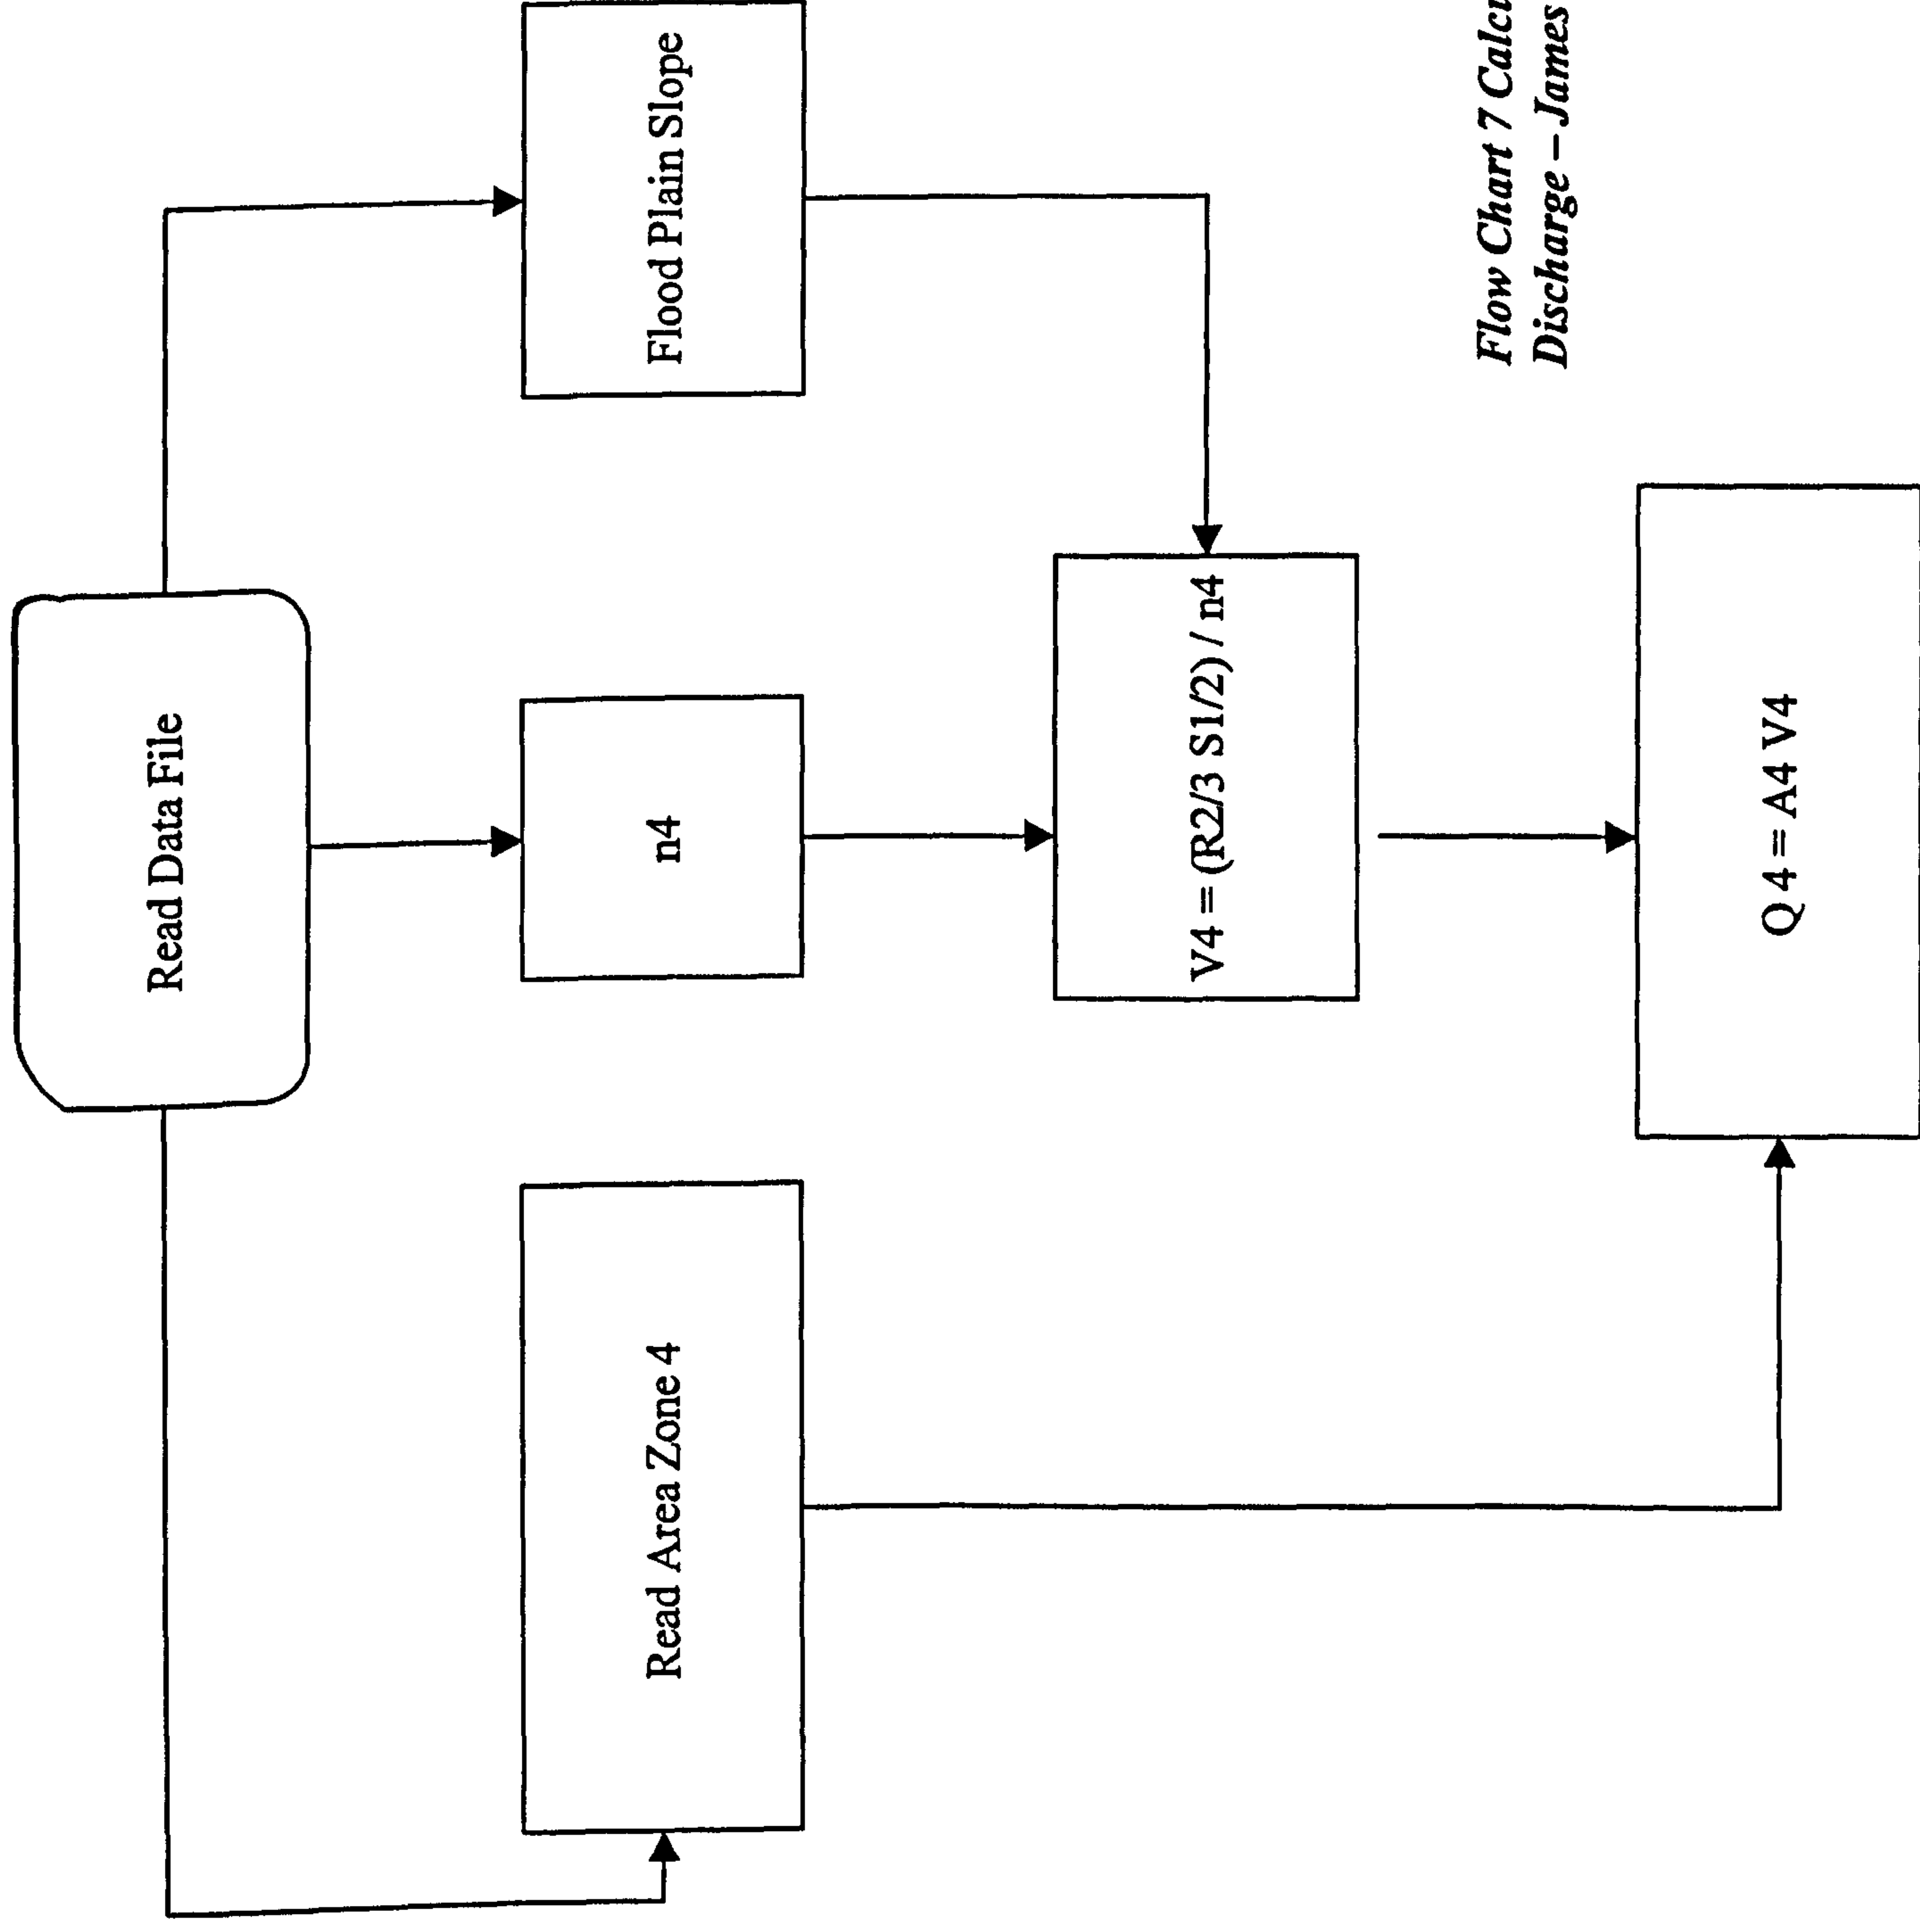 Read Data File
Read Area Zone 4
n4
Flood Plain Slope
V4 = (R2/3 S1/2) / n4
Q 4 = A4 V4
Flow Chart 7
Discharge – James